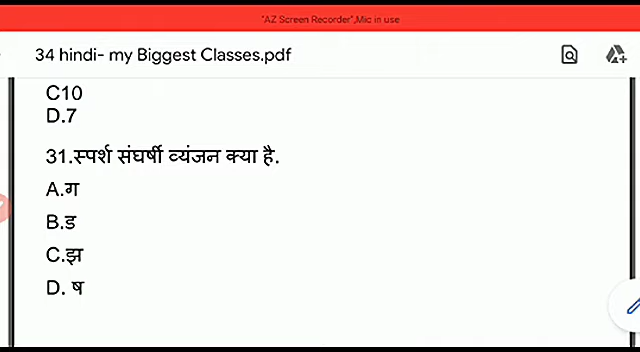 "AZ Screen Recorder",Mic in use
34 hindi- my Biggest Classes.pdf
C10
D.7
31.स्पर्श संघर्षी व्यंजन क्या है.
A.ग
B.ड
C.झ
D. ष